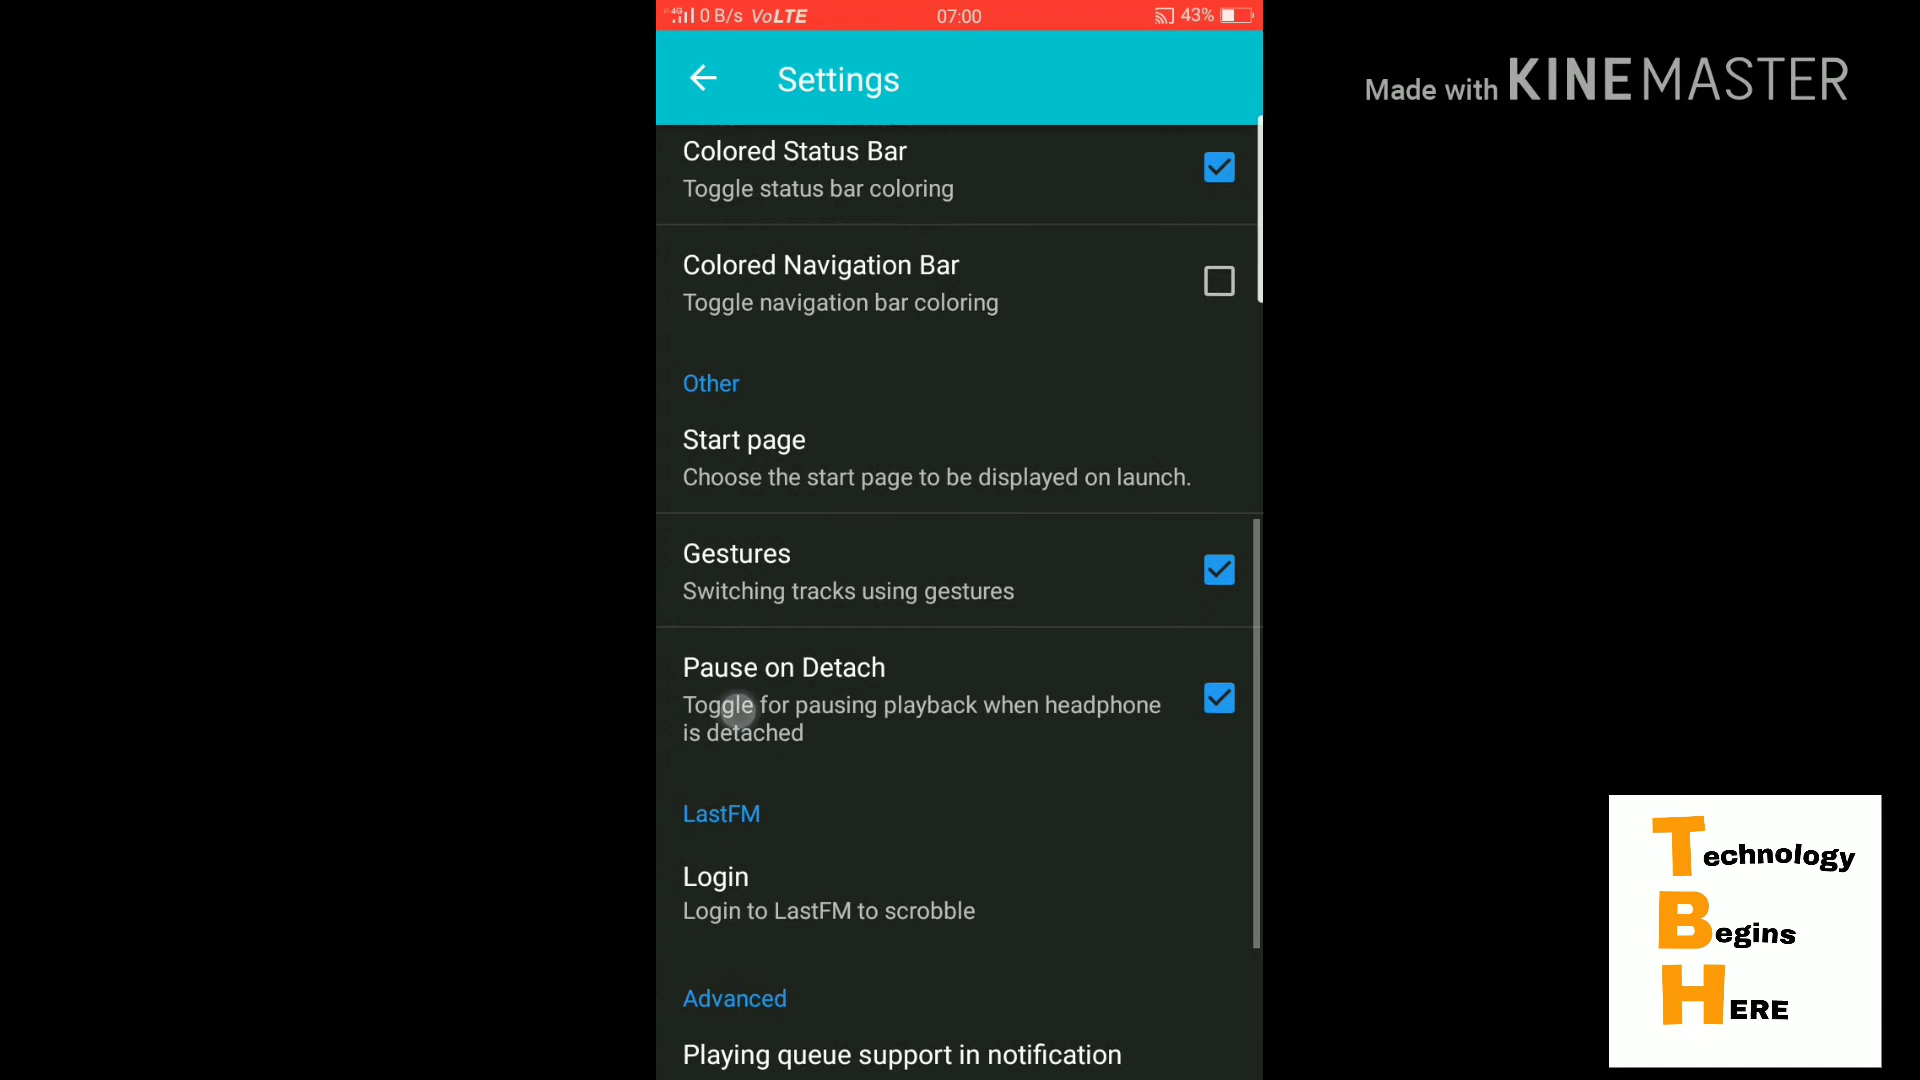 4G 0 B/s VoLTE 07:00 43%
Made with KINEMASTER
Settings
Colored Status Bar
Toggle status bar coloring
Colored Navigation Bar
Toggle navigation bar coloring
Other
Start page
Choose the start page to be displayed on launch.
Gestures
Switching tracks using gestures
Pause on Detach
Toggle for pausing playback when headphone
is detached
LastFM
Login
Login to LastFM to scrobble
Advanced
Playing queue support in notification
Technology
Begins
HERE